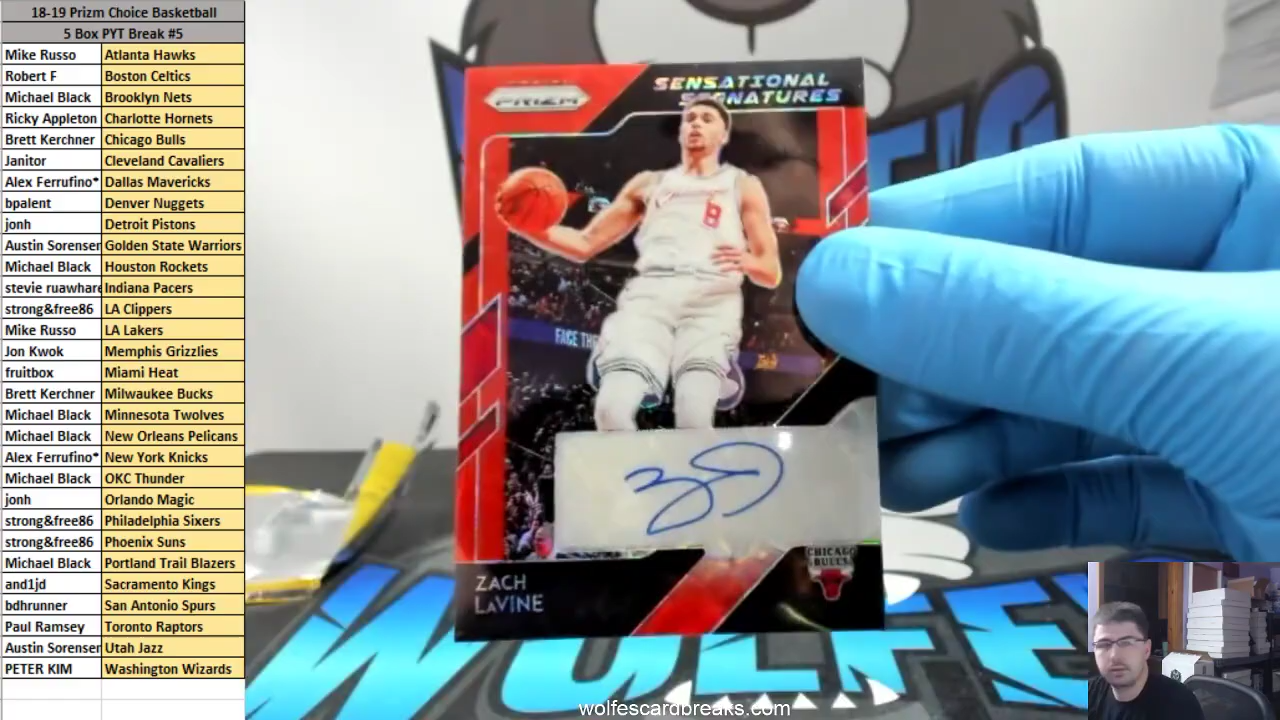 18-19 Prizm Choice Basketball
5 Box PYT Break #5
Mike Russo Atlanta Hawks
Robert F Boston Celtics
Michael Black Brooklyn Nets
Ricky Appleton Charlotte Hornets
Brett Kerchner Chicago Bulls
Janitor Cleveland Cavaliers
Alex Ferrufino* Dallas Mavericks
bpalent Denver Nuggets
jonh Detroit Pistons
Austin Sorensen Golden State Warriors
Michael Black Houston Rockets
stevie ruawhare Indiana Pacers
strong&free86 LA Clippers
Mike Russo LA Lakers
Jon Kwok Memphis Grizzlies
fruitbox Miami Heat
Brett Kerchner Milwaukee Bucks
Michael Black Minnesota Twolves
Michael Black New Orleans Pelicans
Alex Ferrufino* New York Knicks
Michael Black OKC Thunder
jonh Orlando Magic
strong&free86 Philadelphia Sixers
strong&free86 Phoenix Suns
Michael Black Portland Trail Blazers
and1jd Sacramento Kings
bdhrunner San Antonio Spurs
Paul Ramsey Toronto Raptors
Austin Sorensen Utah Jazz
PETER KIM Washington Wizards
PRIZM
SENSATIONAL
SIGNATURES
8
FACE TH
CHICAGO
BULLS
ZACH
LAVINE
WOLFE
wolfescardbreaks.com